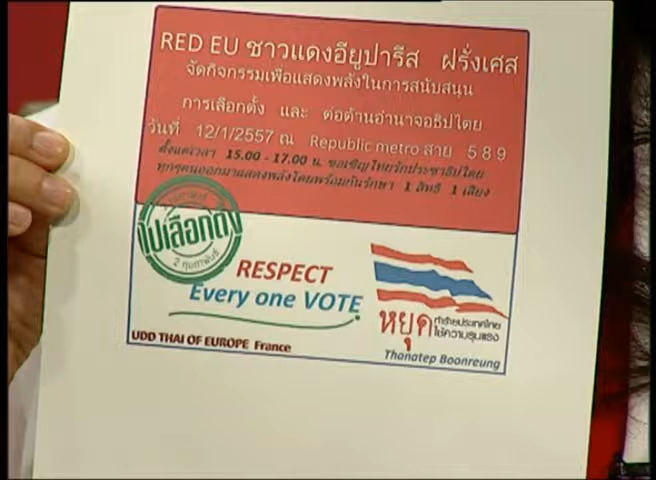 RED EU ชาวแดงอียูปารีส ฝรั่งเศส
จัดกิจกรรมเพื่อแสดงพลังในการสนับสนุน
การเลือกตั้ง และ ต่อต้านอำนาจอธิปไตย
วันที่ 12/1/2557 ณ Republic metro สาย 5 8 9
ตั้งแต่เวลา 15.00 - 17.00 น. ขอเชิญไทยรักประชาธิปไตย
ทุกๆคนออกมาแสดงพลังโดยพร้อมกันรักษา 1 สิทธิ 1 เสียง
ไปเลือกตั้ง
2 กุมภาพันธ์
RESPECT
Every one VOTE
หยุด
ทำร้ายประเทศไทย
ใช้ความรุนแรง
UDD THAI OF EUROPE France
Thanatep Boonreung